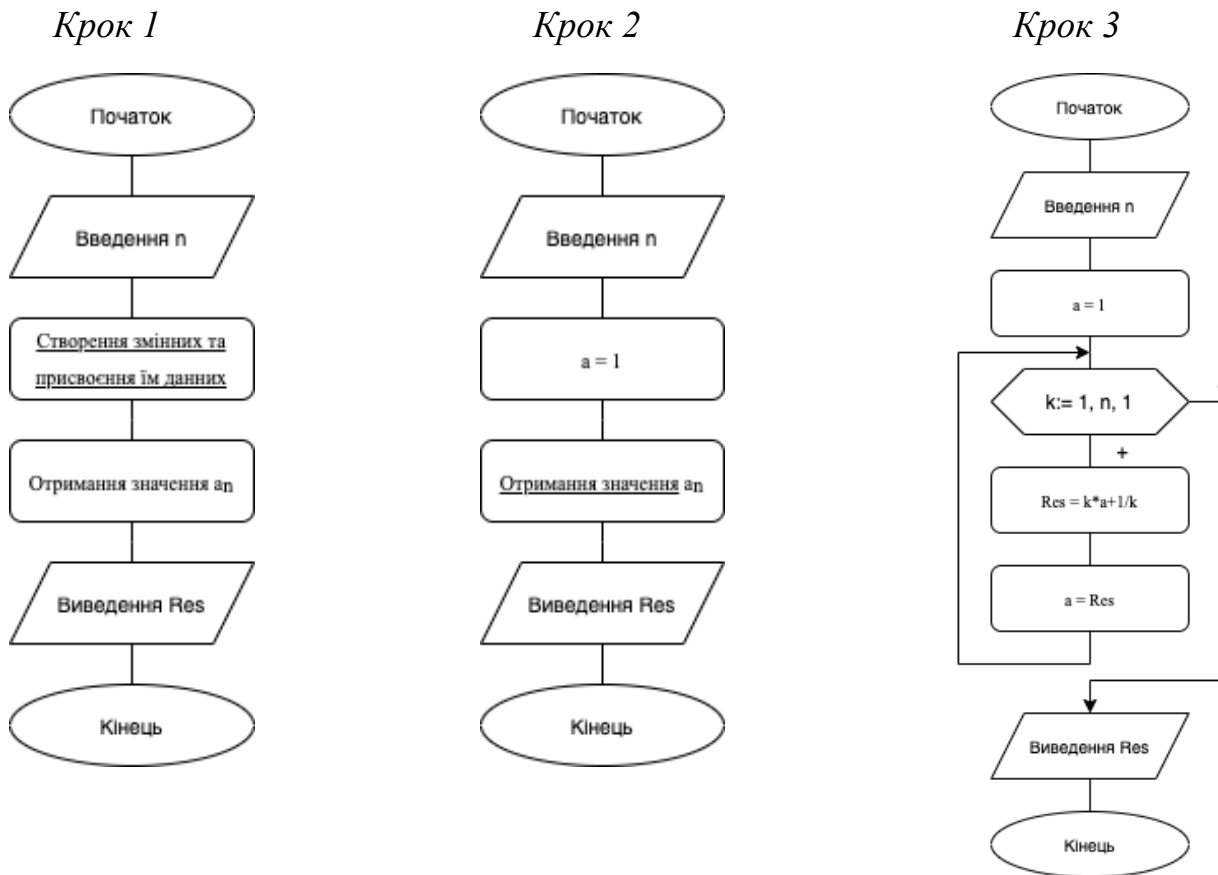 Крок 1
Початок
Введення n
Створення змінних та
присвоєння їм данних
Отримання значення an
Виведення Res
Кінець
Крок 2
Початок
Введення n
a = 1
Отримання значення an
Виведення Res
Кінець
Крок 3
Початок
Введення n
a = 1
k:= 1, n, 1
+
Res = k*a+1/k
a = Res
Виведення Res
Кінець